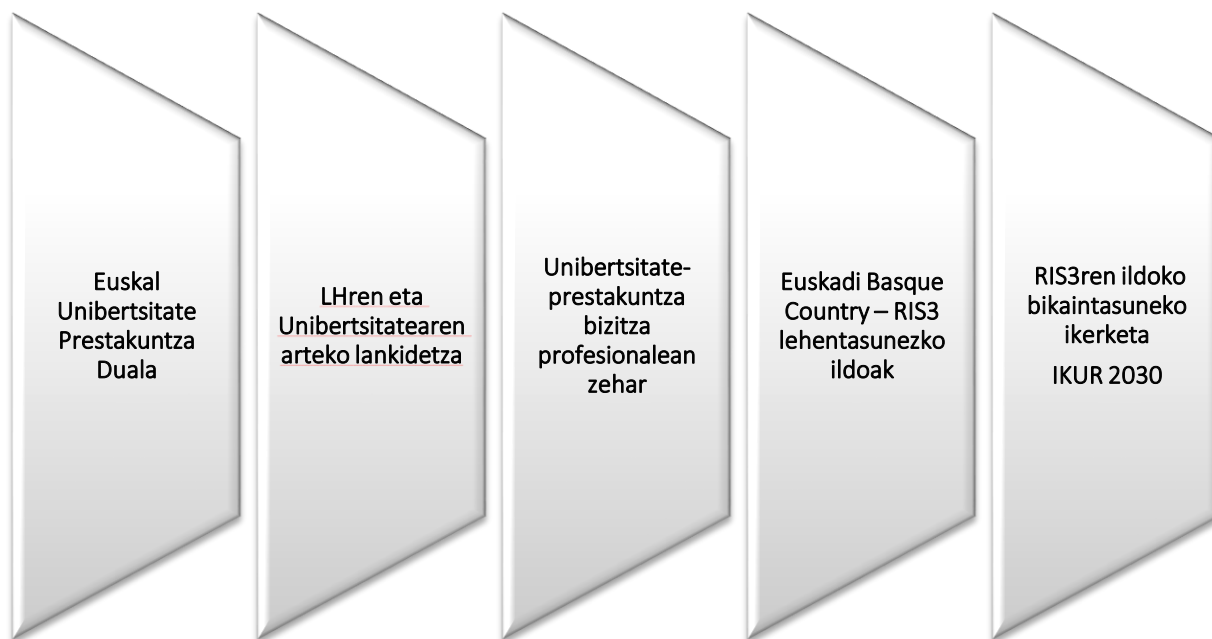 Euskal
Unibertsitate
Prestakuntza
Duala
LHren eta
Unibertsitatearen
arteko lankidetza
Unibertsitate-
prestakuntza
bizitza
profesionalean
zehar
Euskadi Basque
Country – RIS3
lehentasunezko
ildoak
RIS3ren ildoko
bikaintasuneko
ikerketa
IKUR 2030